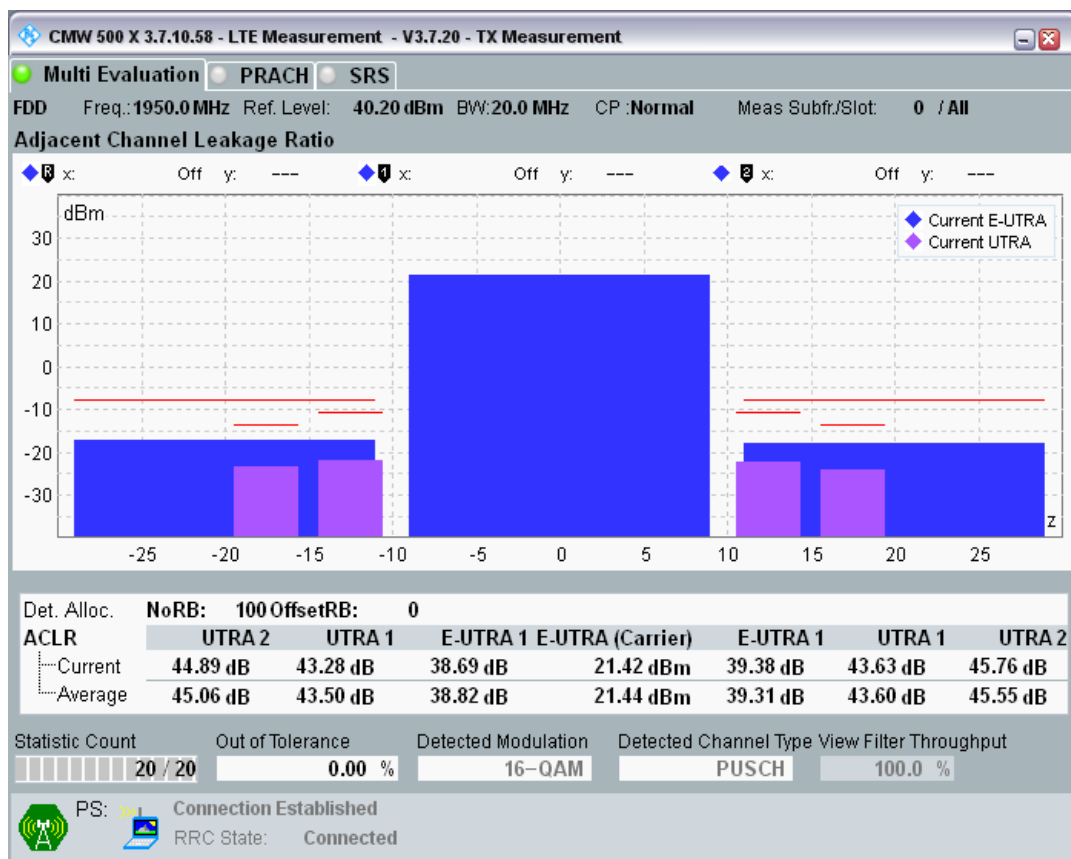 CMW 500 X 3.7.10.58 - LTE Measurement - V3.7.20 - TX Measurement
Multi Evaluation PRACH SRS
FDD Freq.:1950.0 MHz Ref. Level: 40.20 dBm BW:20.0 MHz CP :Normal Meas Subfr./Slot: 0 / All
Adjacent Channel Leakage Ratio
R x: Off y: --- 1 x: Off y: --- 2 x: Off y: ---
dBm
Current E-UTRA
Current UTRA
30
20
10
0
-10
-20
-30
z
-25 -20 -15 -10 -5 0 5 10 15 20 25
Det. Alloc. NoRB: 100 OffsetRB: 0
ACLR UTRA 2 UTRA 1 E-UTRA 1 E-UTRA (Carrier) E-UTRA 1 UTRA 1 UTRA 2
Current 44.89 dB 43.28 dB 38.69 dB 21.42 dBm 39.38 dB 43.63 dB 45.76 dB
Average 45.06 dB 43.50 dB 38.82 dB 21.44 dBm 39.31 dB 43.60 dB 45.55 dB
Statistic Count Out of Tolerance Detected Modulation Detected Channel Type View Filter Throughput
20 / 20 0.00 % 16-QAM PUSCH 100.0 %
PS: Connection Established
RRC State: Connected